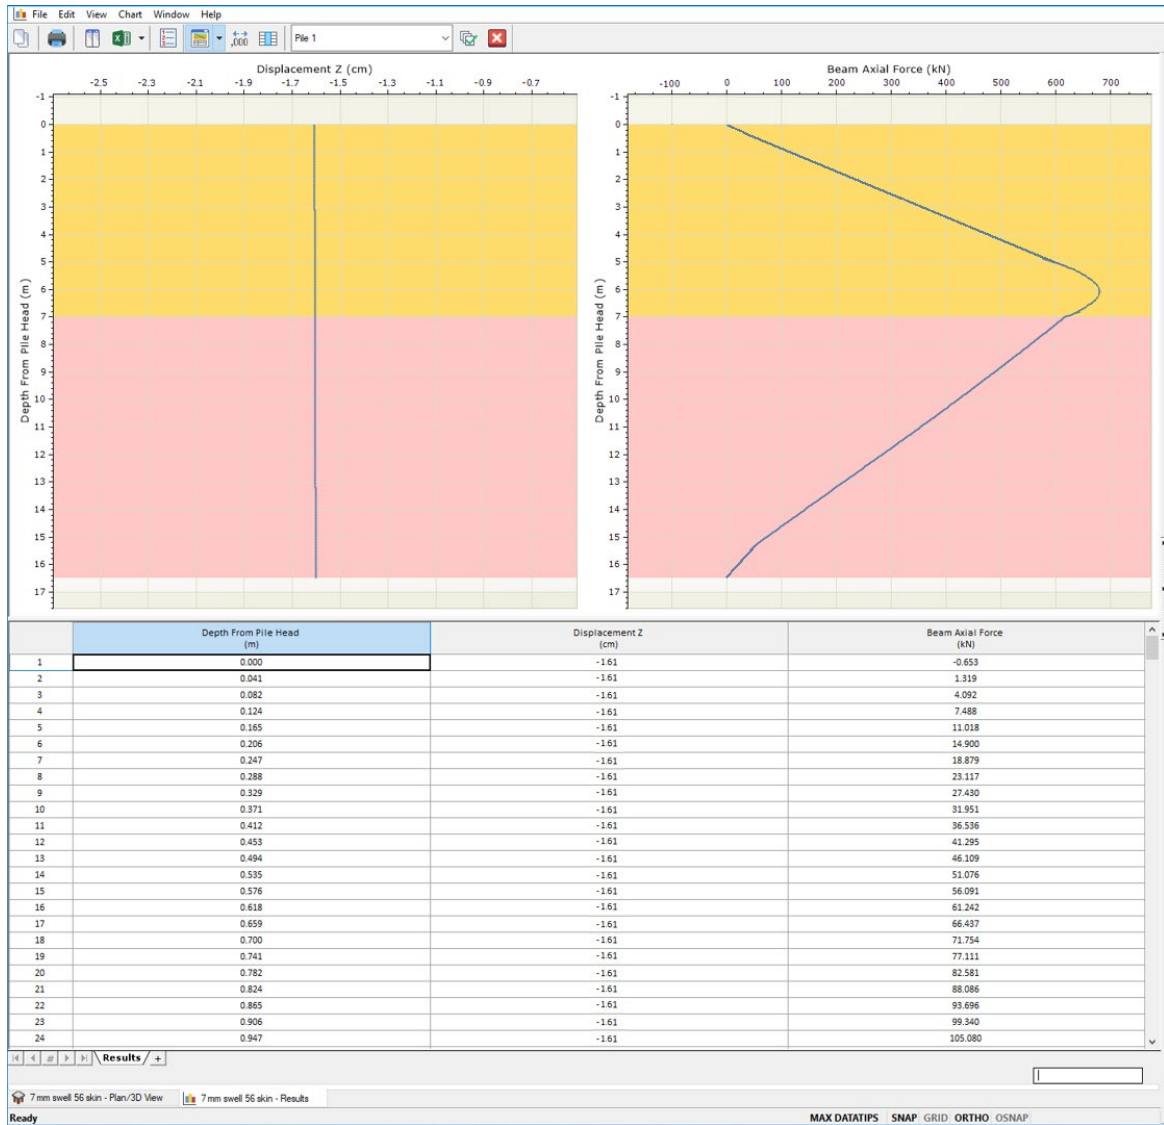 File Edit View Chart Window Help
,000 Pile 1
Displacement Z (cm)
-2.5 -2.3 -2.1 -1.9 -1.7 -1.5 -1.3 -1.1 -0.9 -0.7
Depth From Pile Head (m)
-1
0
1
2
3
4
5
6
7
8
9
10
11
12
13
14
15
16
17
Beam Axial Force (kN)
-100 0 100 200 300 400 500 600 700
Depth From Pile Head (m)
-1
0
1
2
3
4
5
6
7
8
9
10
11
12
13
14
15
16
17
Depth From Pile Head (m) Displacement Z (cm) Beam Axial Force (kN)
1 0.000 -1.61 -0.653
2 0.041 -1.61 1.319
3 0.082 -1.61 4.092
4 0.124 -1.61 7.488
5 0.165 -1.61 11.018
6 0.206 -1.61 14.900
7 0.247 -1.61 18.879
8 0.288 -1.61 23.117
9 0.329 -1.61 27.430
10 0.371 -1.61 31.951
11 0.412 -1.61 36.536
12 0.453 -1.61 41.295
13 0.494 -1.61 46.109
14 0.535 -1.61 51.076
15 0.576 -1.61 56.091
16 0.618 -1.61 61.242
17 0.659 -1.61 66.437
18 0.700 -1.61 71.754
19 0.741 -1.61 77.111
20 0.782 -1.61 82.581
21 0.824 -1.61 88.086
22 0.865 -1.61 93.696
23 0.906 -1.61 99.340
24 0.947 -1.61 105.080
# Results +
7 mm swell 56 skin - Plan/3D View 7 mm swell 56 skin - Results
Ready MAX DATATIPS SNAP GRID ORTHO OSNAP